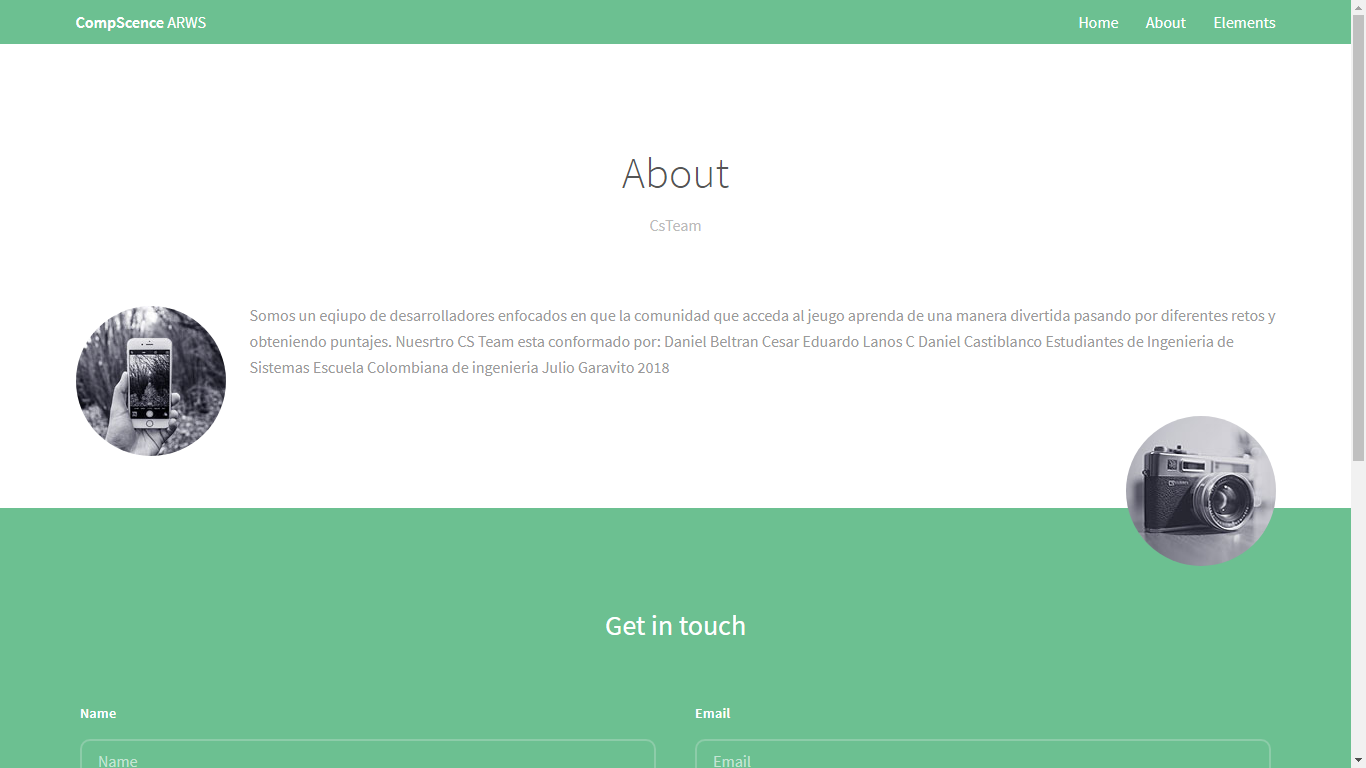 CompScence ARWS
Home About Elements
About
CsTeam
Somos un eqiupo de desarrolladores enfocados en que la comunidad que acceda al jeugo aprenda de una manera divertida pasando por diferentes retos y
obteniendo puntajes. Nuesrtro CS Team esta conformado por: Daniel Beltran Cesar Eduardo Lanos C Daniel Castiblanco Estudiantes de Ingenieria de
Sistemas Escuela Colombiana de ingenieria Julio Garavito 2018
Get in touch
Name Email
Name Email